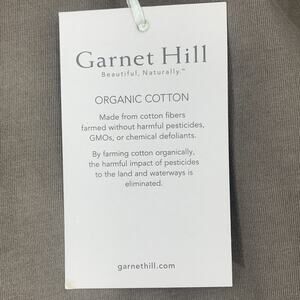 Garnet Hill
Beautiful, Naturally.™
ORGANIC COTTON
Made from cotton fibers
farmed without harmful pesticides,
GMOs, or chemical defoliants.
By farming cotton organically,
the harmful impact of pesticides
to the land and waterways is
eliminated.
garnethill.com